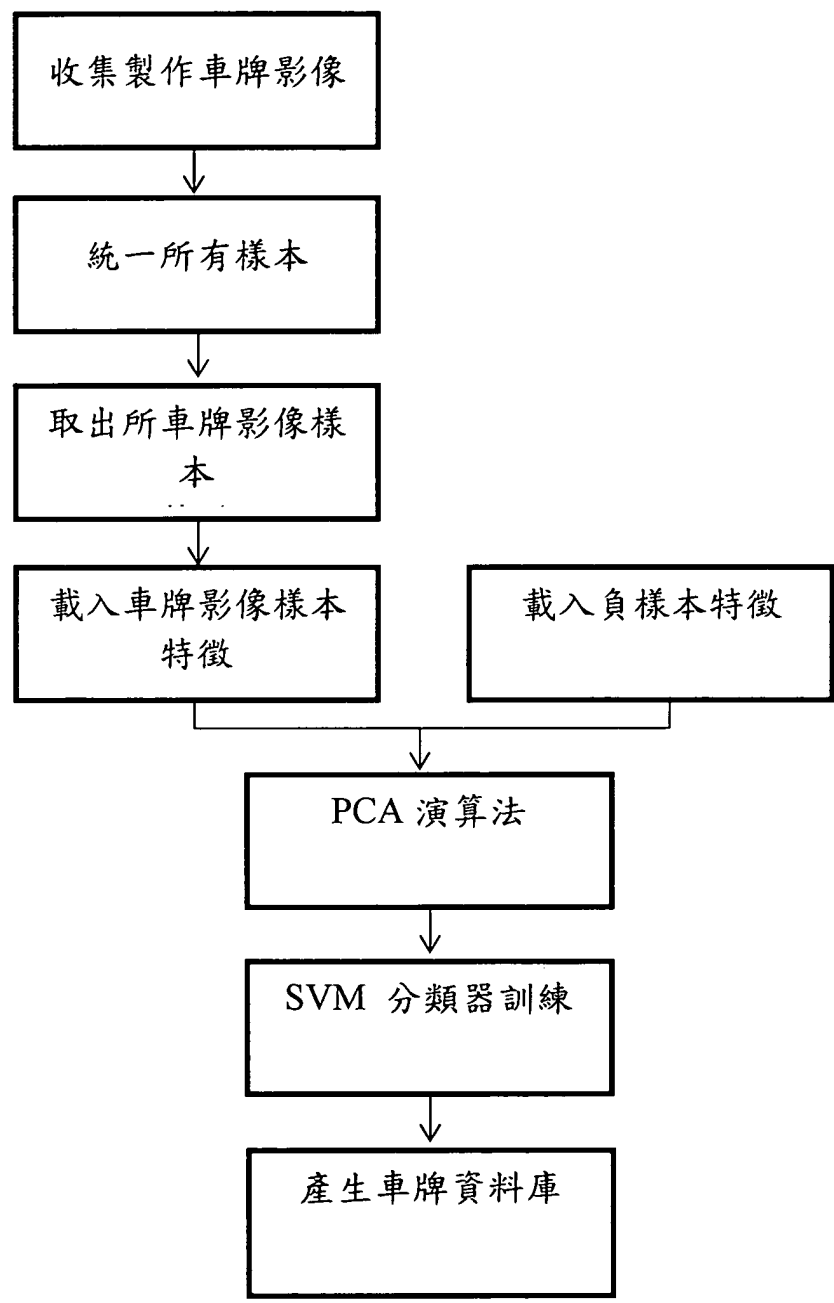 收集製作車牌影像
統一所有樣本
取出所車牌影像樣
本
載入車牌影像樣本
特徵
載入負樣本特徵
PCA 演算法
SVM 分類器訓練
產生車牌資料庫